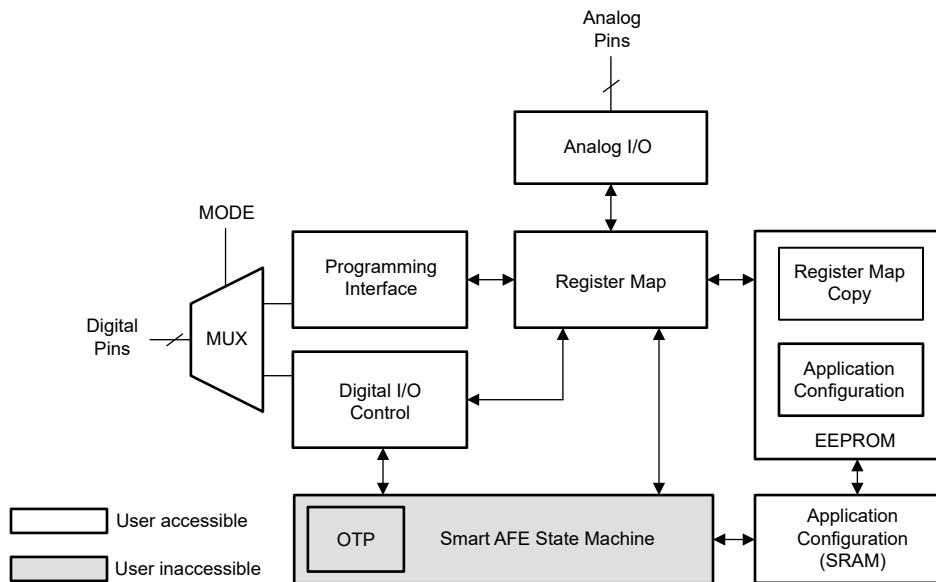 Analog
Pins
Analog I/O
MODE
Programming
Interface
Register Map
Register Map
Copy
Digital
Pins
MUX
Digital I/O
Control
Application
Configuration
EEPROM
User accessible
User inaccessible
OTP
Smart AFE State Machine
Application
Configuration
(SRAM)